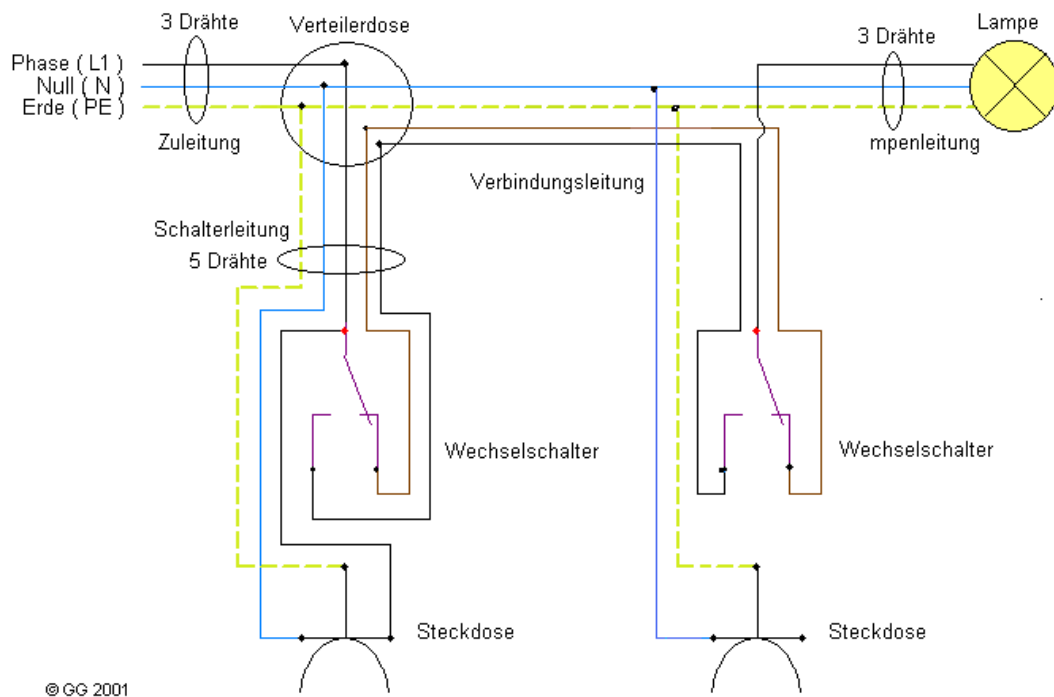 3 Drähte
Verteilerdose
3 Drähte
Lampe
Phase ( L1 )
Null ( N )
Erde ( PE )
Zuleitung
mpenleitung
Verbindungsleitung
Schalterleitung
5 Drähte
Wechselschalter
Wechselschalter
Steckdose
Steckdose
© GG 2001